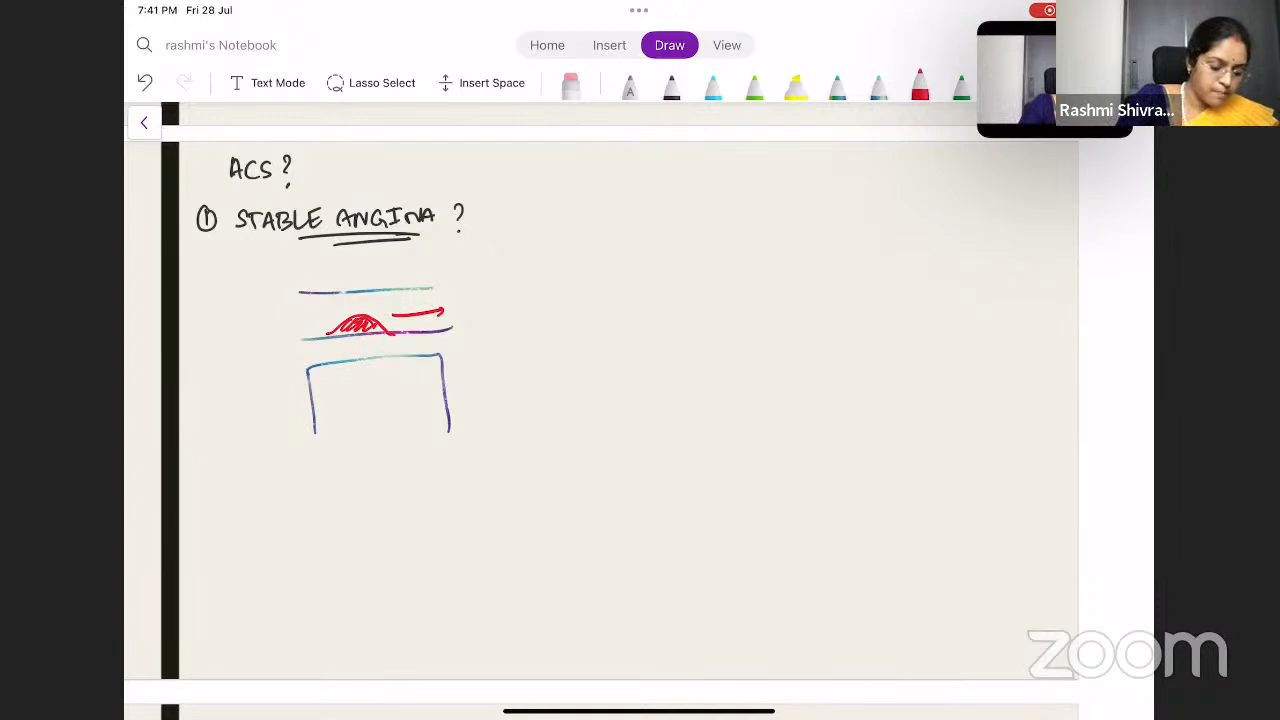 7:41 PM Fri 28 Jul
rashmi's Notebook
Home Insert Draw View
Text Mode Lasso Select Insert Space
A
Rashmi Shivra...
ACS?
① STABLE ANGINA ?
zoom